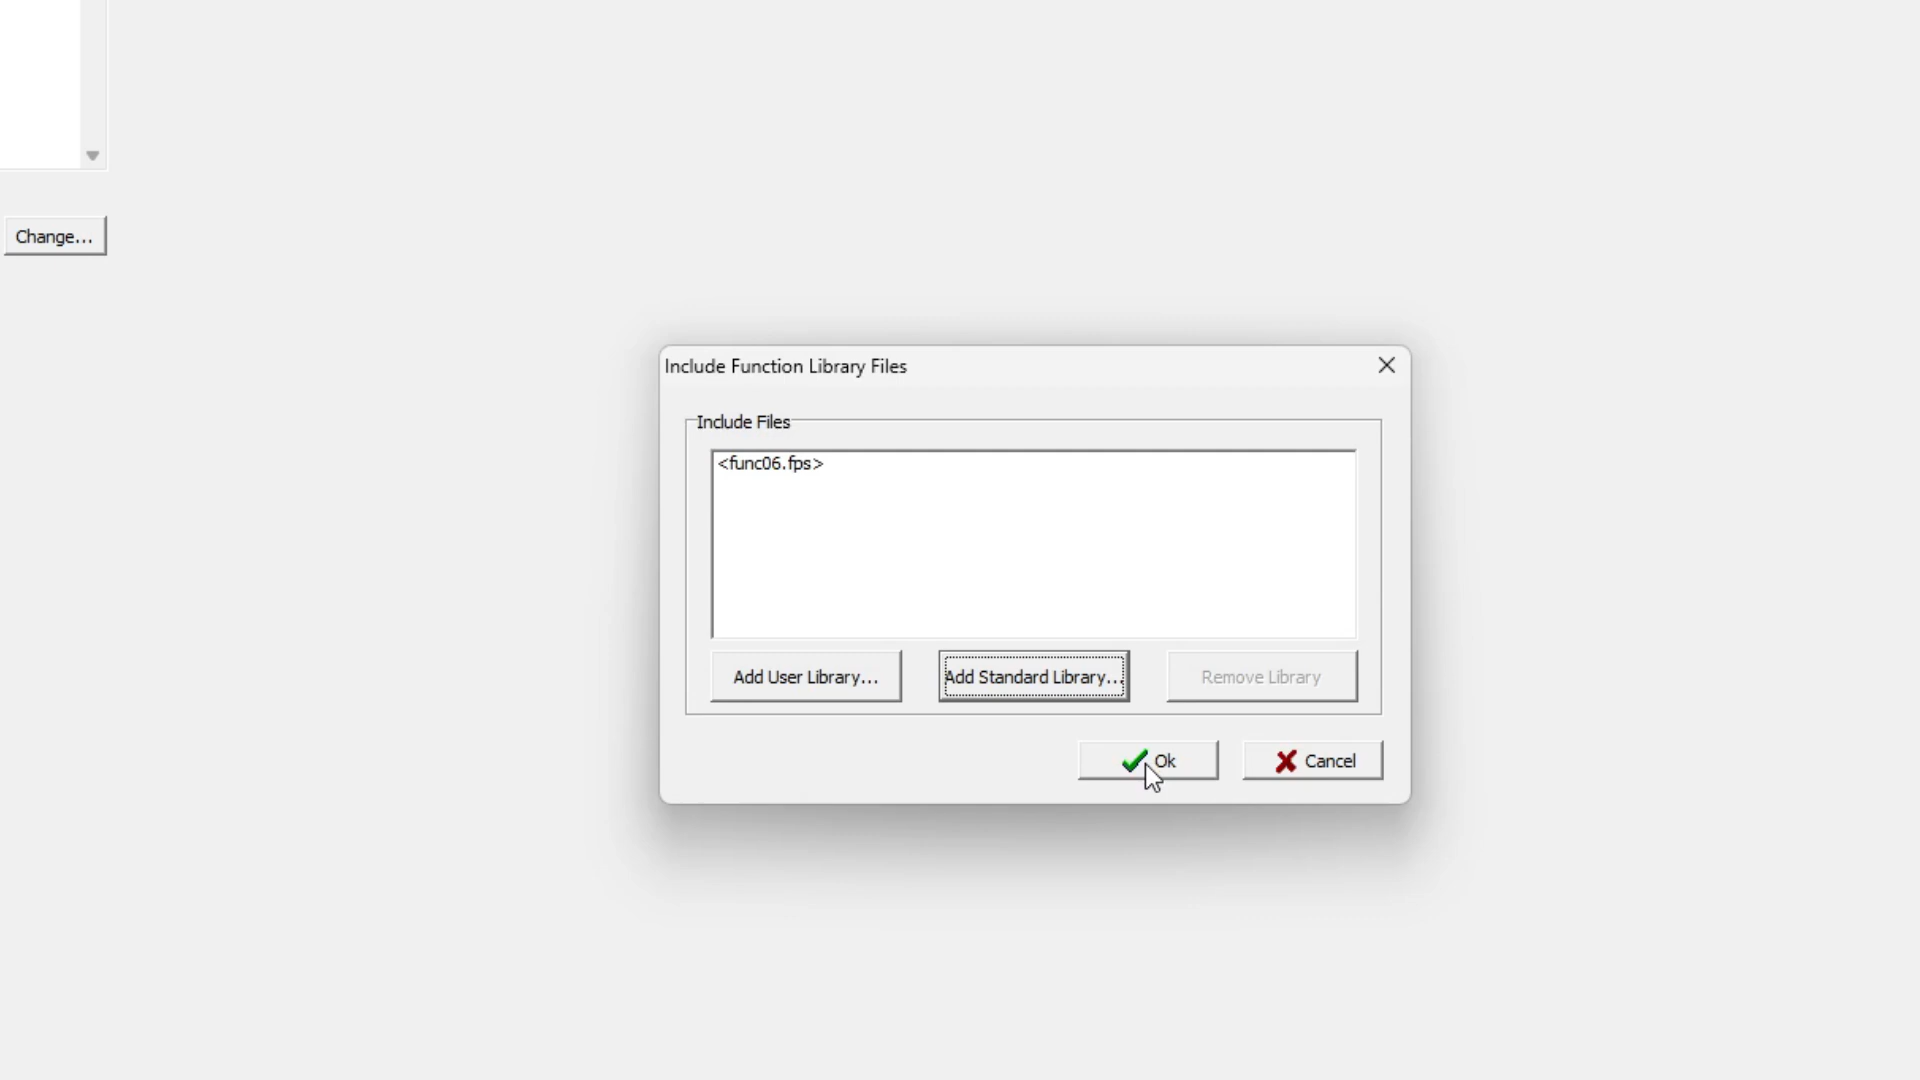 Change...
Include Function Library Files
Include Files
<func06.fps>
Add User Library...
Add Standard Library...
Remove Library
Ok
Cancel